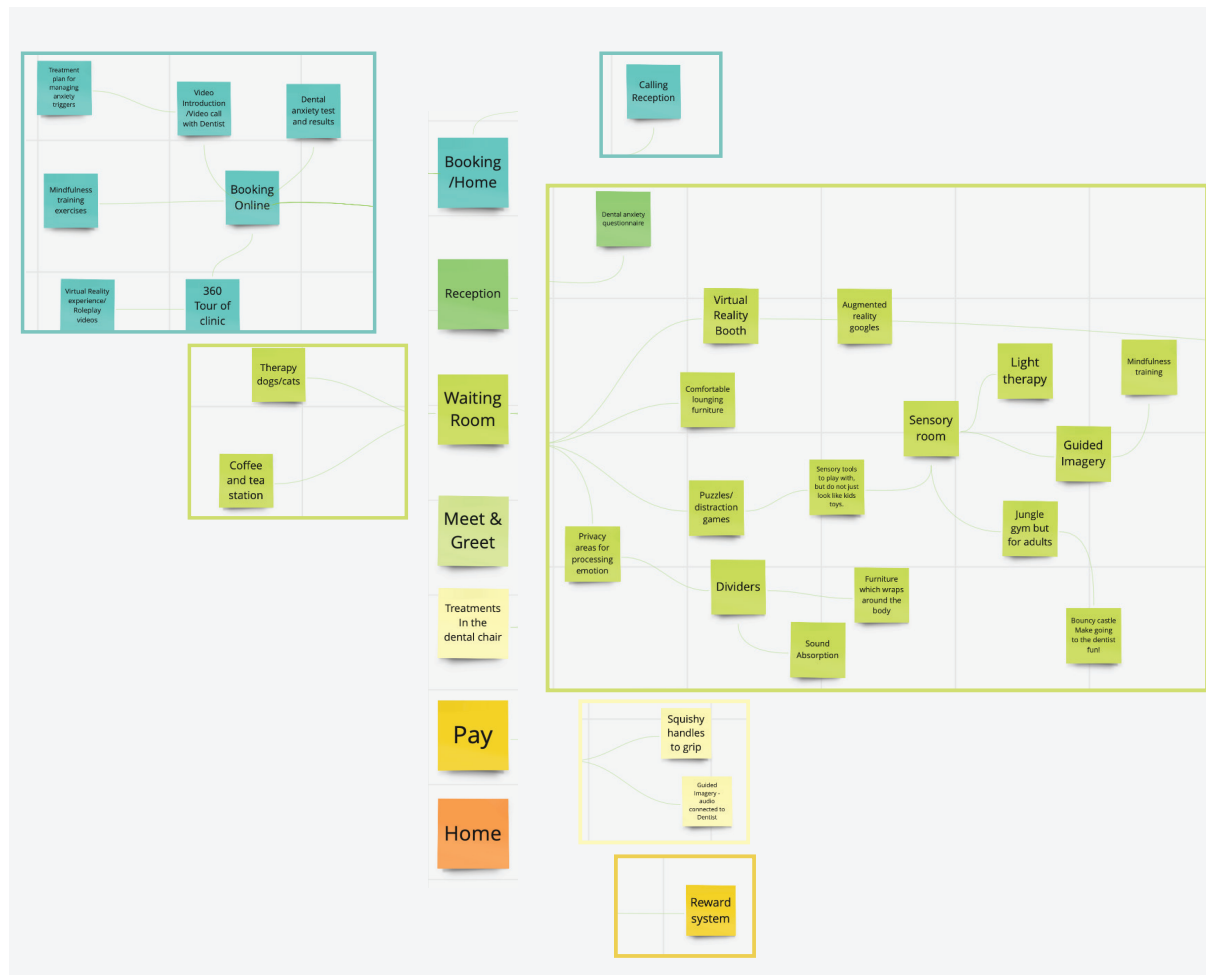 Treatment
plan for
managing
anxiety
triggers
Video
Introduction
/Video call
with Dentist
Dental
anxiety test
and results
Mindfulness
training
exercises
Booking
Online
Virtual Reality
experience/
Roleplay
videos
360
Tour of
clinic
Therapy
dogs/cats
Coffee
and tea
station
Booking
/Home
Reception
Waiting
Room
Meet &
Greet
Treatments
In the
dental chair
Pay
Home
Calling
Reception
Dental anxiety
questionnaire
Virtual
Reality
Booth
Augmented
reality
googles
Comfortable
lounging
furniture
Light
therapy
Mindfulness
training
Sensory
room
Guided
Imagery
Puzzles/
distraction
games
Sensory tools
to play with,
but do not just
look like kids
toys.
Jungle
gym but
for adults
Privacy
areas for
processing
emotion
Dividers
Furniture
which wraps
around the
body
Sound
Absorption
Bouncy castle
Make going
to the dentist
fun!
Squishy
handles
to grip
Guided
Imagery -
audio
connected to
Dentist
Reward
system